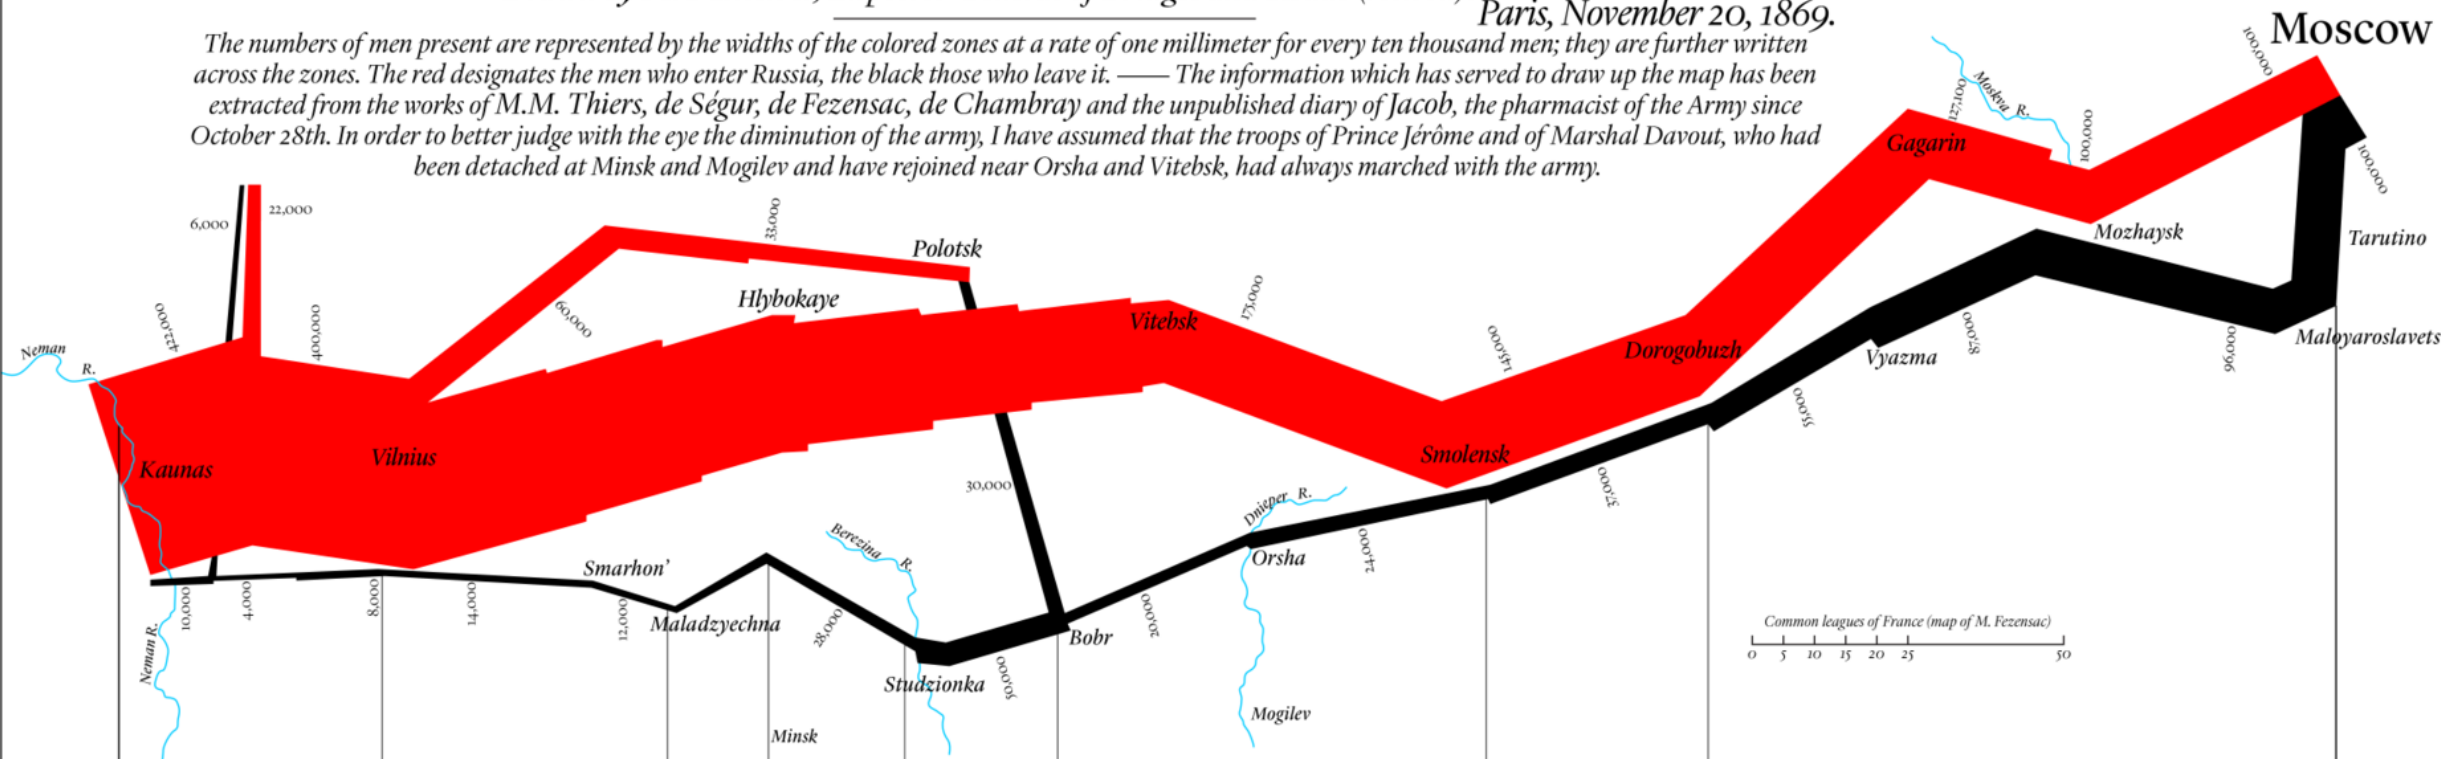 Paris, November 20, 1869.
Moscow
The numbers of men present are represented by the widths of the colored zones at a rate of one millimeter for every ten thousand men; they are further written
across the zones. The red designates the men who enter Russia, the black those who leave it. —— The information which has served to draw up the map has been
extracted from the works of M.M. Thiers, de Ségur, de Fezensac, de Chambray and the unpublished diary of Jacob, the pharmacist of the Army since
October 28th. In order to better judge with the eye the diminution of the army, I have assumed that the troops of Prince Jérôme and of Marshal Davout, who had
been detached at Minsk and Mogilev and have rejoined near Orsha and Vitebsk, had always marched with the army.
100,000
Moskva R.
127,100
100,000
Gagarin
100,000
6,000
22,000
33,000
Polotsk
Mozhaysk
Tarutino
Hlybokaye
60,000
422,000
400,000
Vitebsk
175,000
145,000
Dorogobuzh
Vyazma
87,000
96,000
Maloyaroslavets
Neman R.
55,000
Kaunas
Vilnius
Smolensk
30,000
37,000
Dnieper R.
Berezina R.
Orsha
24,000
Smarhon’
10,000
4,000
8,000
14,000
12,000
Maladzyechna
28,000
20,000
Bobr
Common leagues of France (map of M. Fezensac)
0 5 10 15 20 25 50
Neman R.
Studzionka
50,000
Mogilev
Minsk